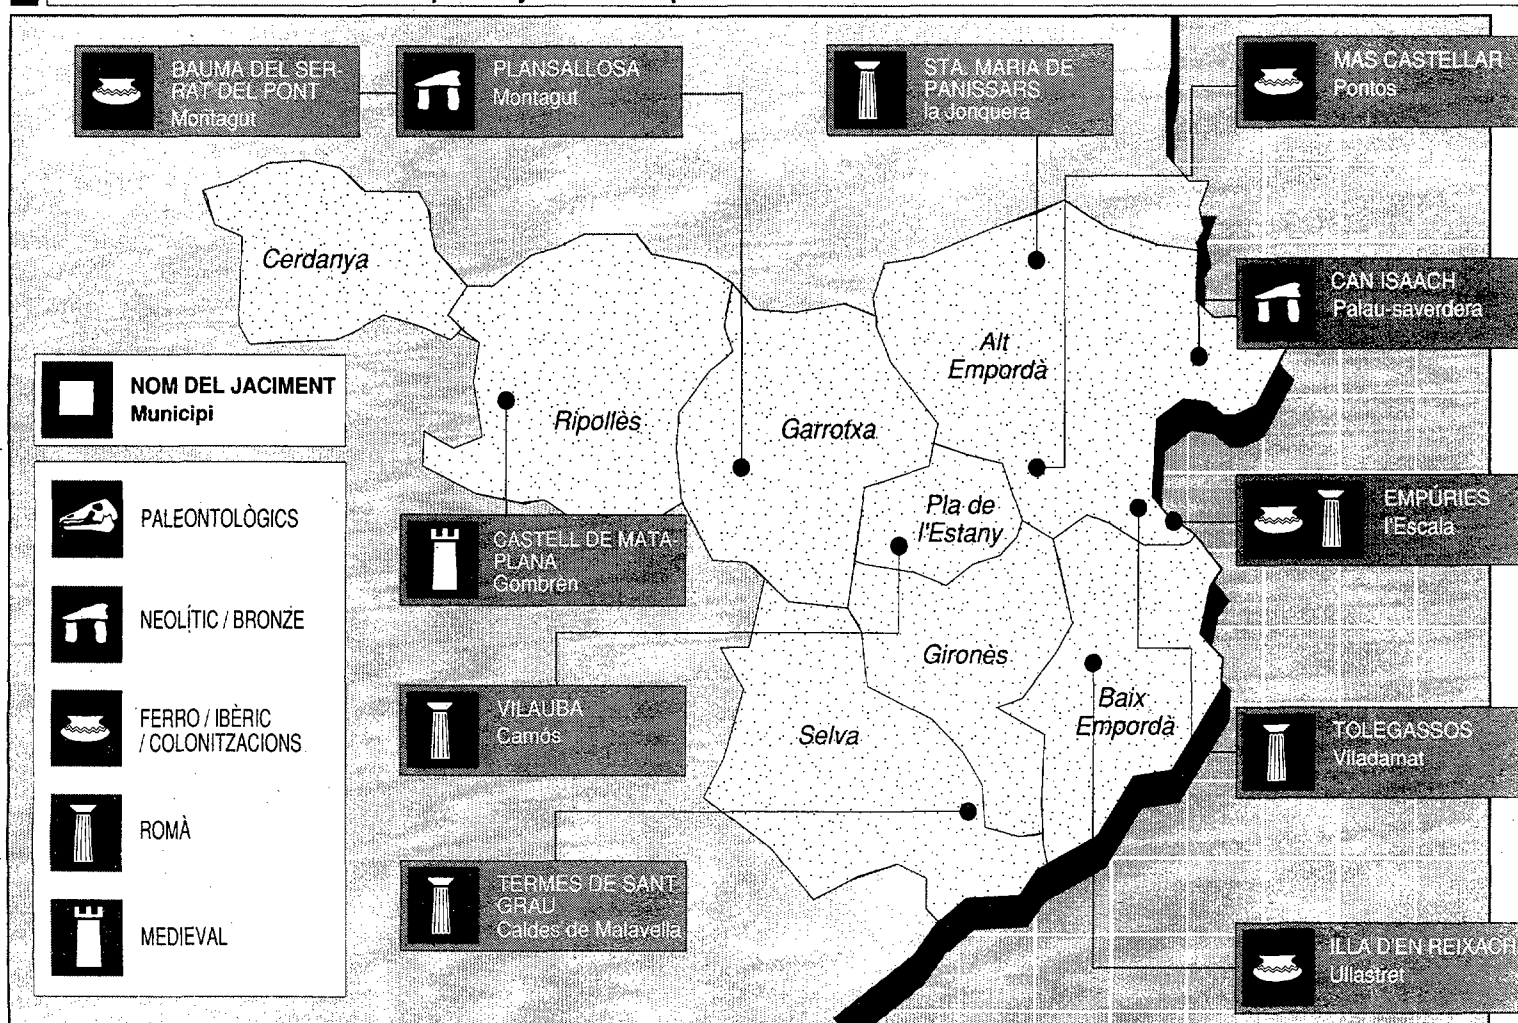 BAUMA DEL SER-
RAT DEL PONT
Montagut
PLANSALLOSA
Montagut
STA. MARIA DE
PANISSARS
la Jonquera
MAS CASTELLAR
Pontós
CAN ISAACH
Palau-saverdera
Cerdanya
Ripollès
Garrotxa
Alt
Empordà
Pla de
l'Estany
Gironès
Selva
Baix
Empordà
NOM DEL JACIMENT
Municipi
PALEONTOLÒGICS
NEOLÍTIC / BRONZE
FERRO / IBÈRIC
/ COLONITZACIONS
ROMÀ
MEDIEVAL
CASTELL DE MATA-
PLANA
Gombrèn
VILAUBA
Camós
TERMES DE SANT
GRAU
Caldes de Malavella
EMPÚRIES
l'Escala
TOLEGASSOS
Viladamat
ILLA D'EN REIXACH
Ullastret